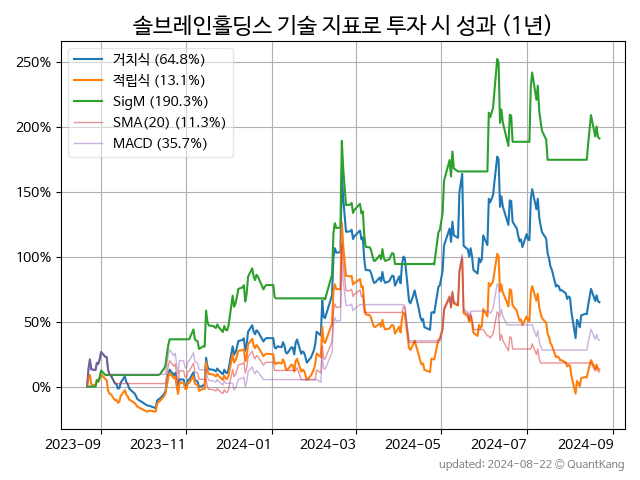 솔브레인홀딩스 기술 지표로 투자 시 성과 (1년)
거치식 (64.8%)
적립식 (13.1%)
SigM (190.3%)
SMA(20) (11.3%)
MACD (35.7%)
250%
200%
150%
100%
50%
0%
2023-09 2023-11 2024-01 2024-03 2024-05 2024-07 2024-09
updated: 2024-08-22 © QuantKang